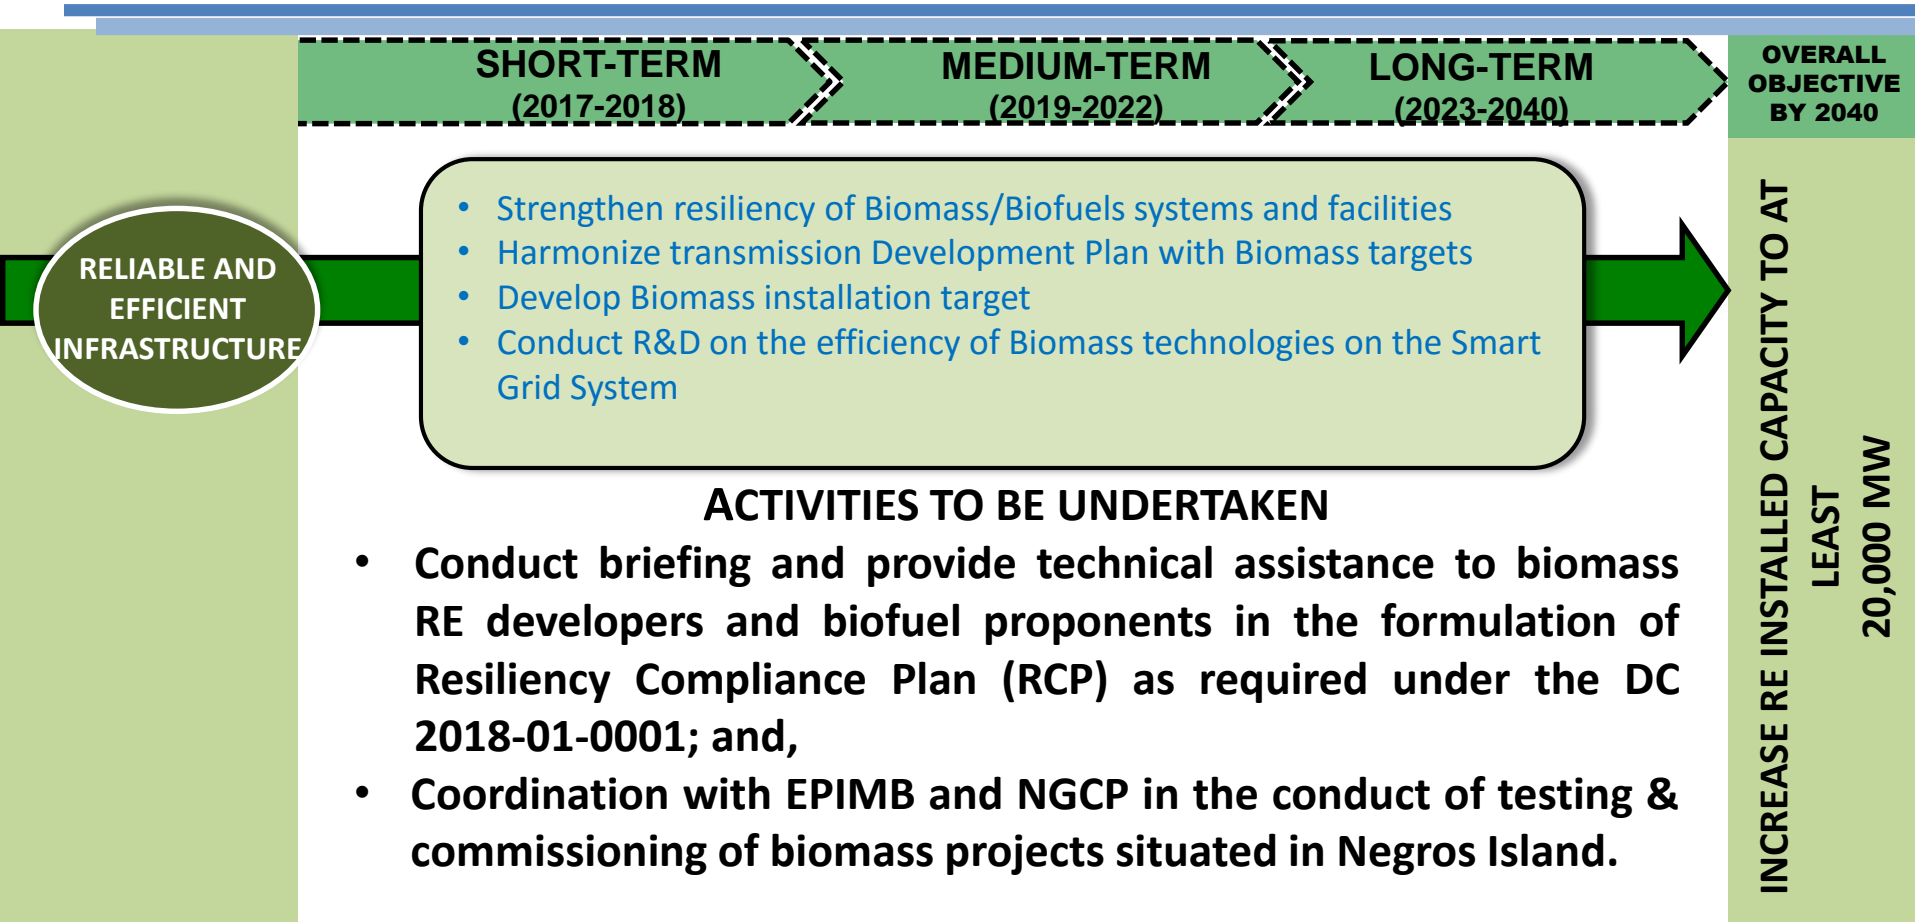 SHORT-TERM
(2017-2018)
MEDIUM-TERM
(2019-2022)
LONG-TERM
(2023-2040)
OVERALL
OBJECTIVE
BY 2040
RELIABLE AND
EFFICIENT
INFRASTRUCTURE
• Strengthen resiliency of Biomass/Biofuels systems and facilities
• Harmonize transmission Development Plan with Biomass targets
• Develop Biomass installation target
• Conduct R&D on the efficiency of Biomass technologies on the Smart
Grid System
ACTIVITIES TO BE UNDERTAKEN
• Conduct briefing and provide technical assistance to biomass
RE developers and biofuel proponents in the formulation of
Resiliency Compliance Plan (RCP) as required under the DC
2018-01-0001; and,
• Coordination with EPIMB and NGCP in the conduct of testing &
commissioning of biomass projects situated in Negros Island.
INCREASE RE INSTALLED CAPACITY TO AT
LEAST
20,000 MW